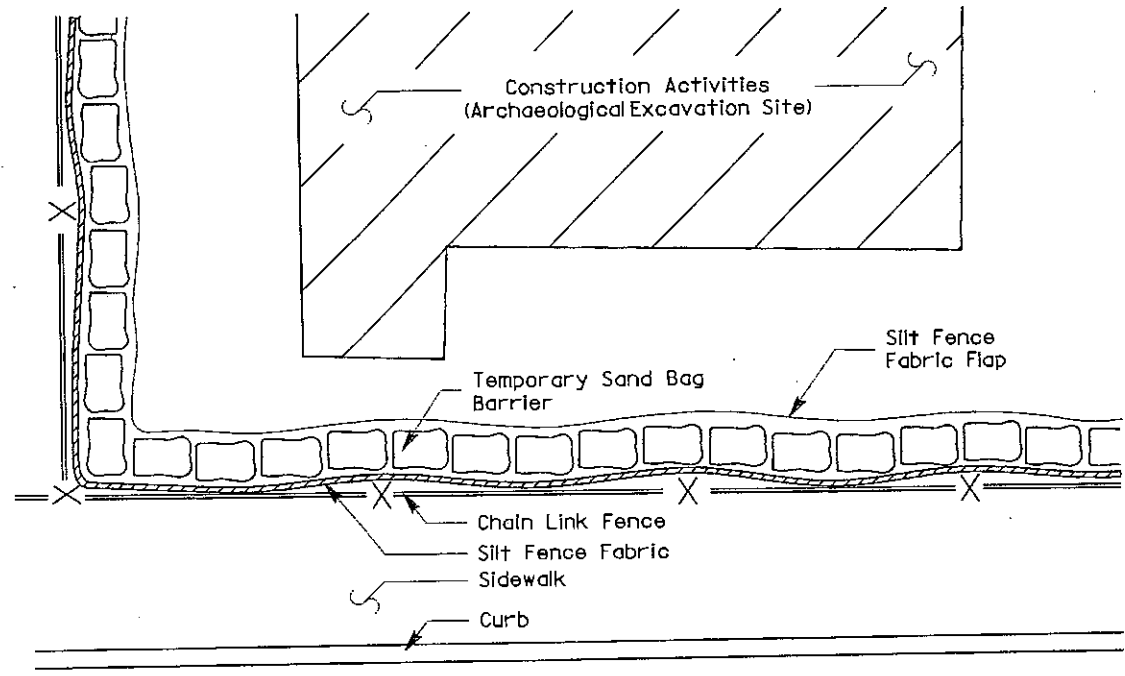 Construction Activities
(Archaeological Excavation Site)
Silt Fence
Fabric Flap
Temporary Sand Bag
Barrier
Chain Link Fence
Silt Fence Fabric
Sidewalk
Curb